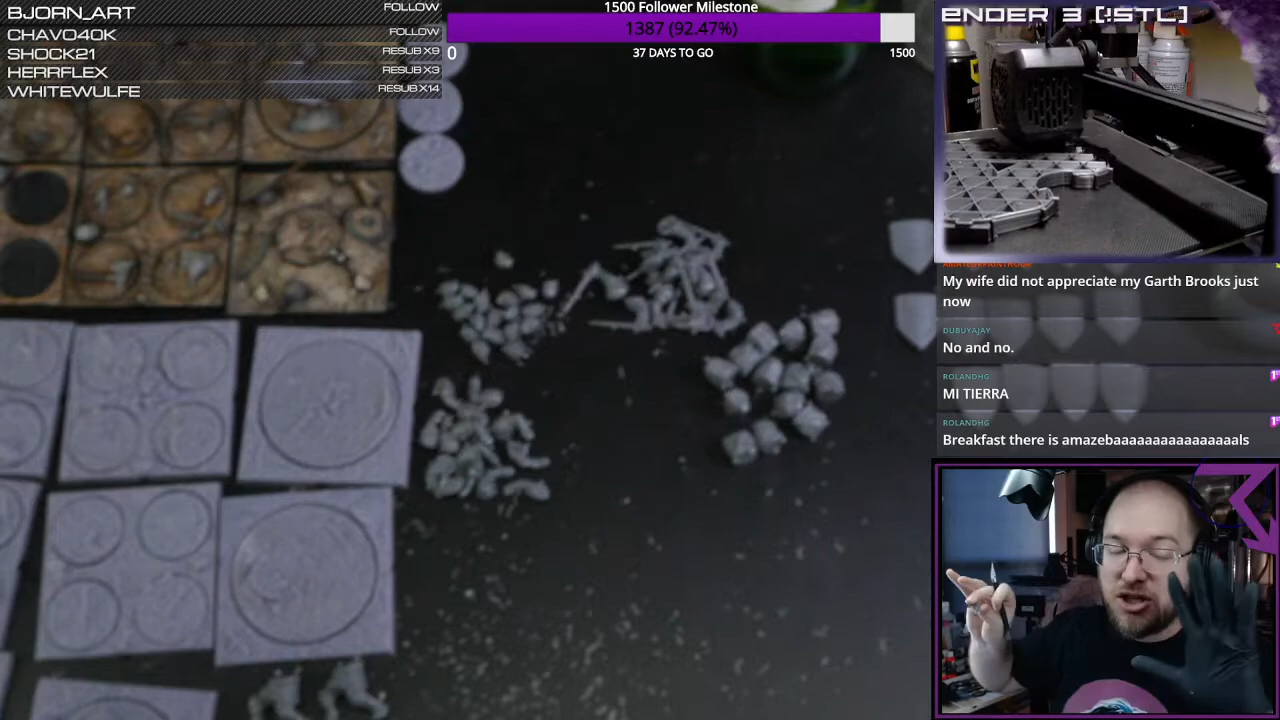 BJORN_ART FOLLOW
CHAVO40K FOLLOW
SHOCK21 RESUB X9
HERRFLEX RESUB X3
WHITEWULFE RESUB X14
1500 Follower Milestone
1387 (92.47%)
0 37 DAYS TO GO 1500
ENDER 3 [!STL]
My wife did not appreciate my Garth Brooks just
now
DUBUYAJAY
No and no.
ROLANDHG
MI TIERRA
ROLANDHG
Breakfast there is amazebaaaaaaaaaaaaaaaals